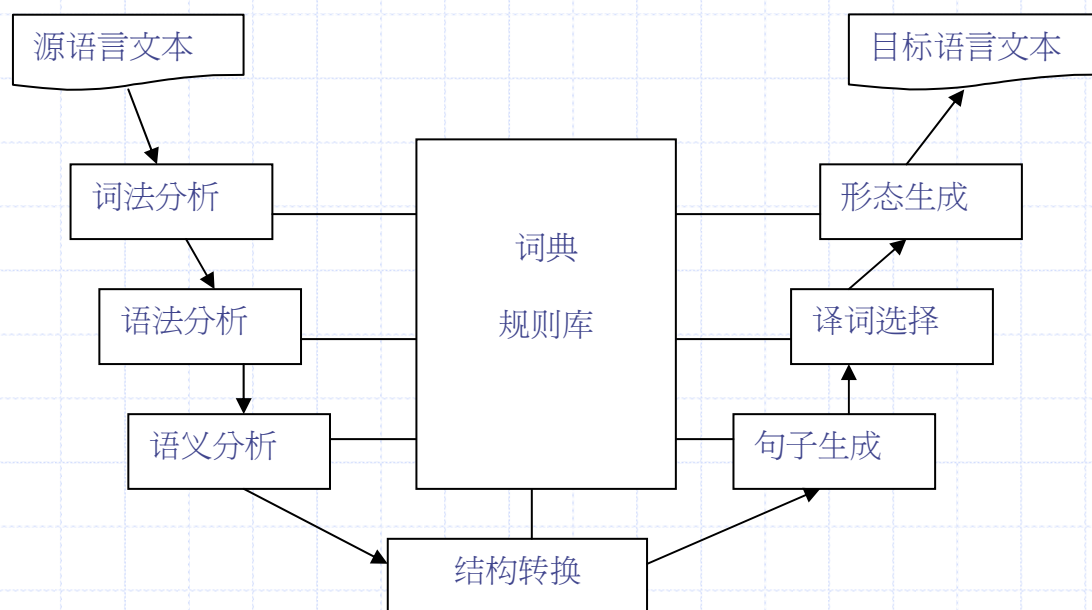 源语言文本
目标语言文本
词法分析
形态生成
词典
规则库
语法分析
译词选择
语义分析
句子生成
结构转换